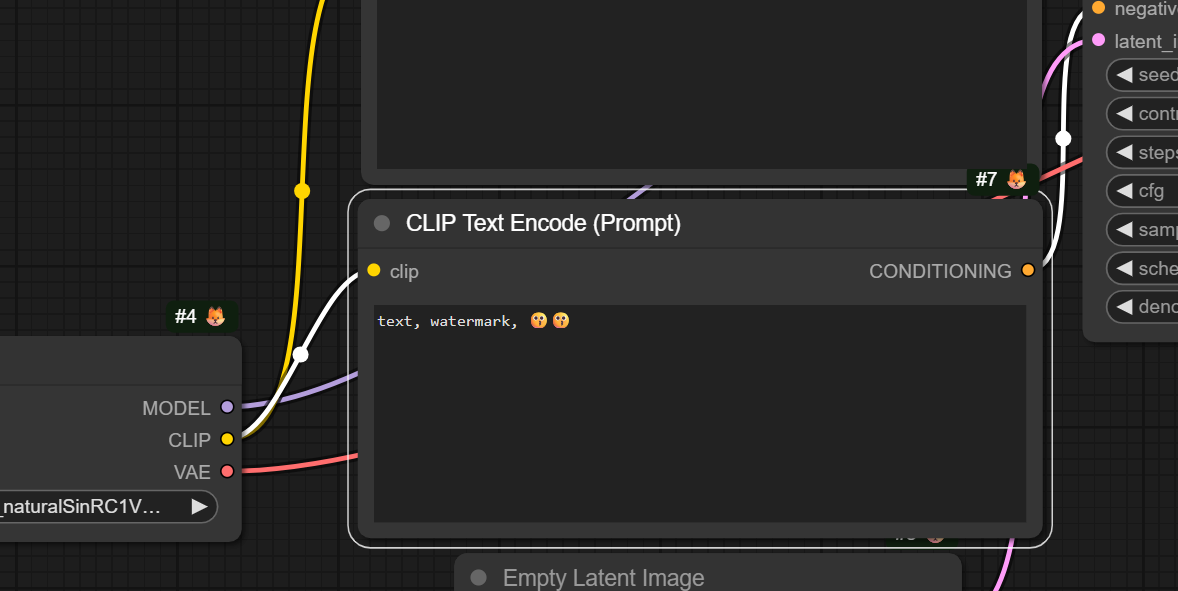 negativ
latent_i
seed
contr
steps
#7 🦊
cfg
CLIP Text Encode (Prompt)
samp
clip
CONDITIONING
sche
deno
#4 🦊
text, watermark, 🤫🤫
MODEL
CLIP
VAE
_naturalSinRC1V...
Empty Latent Image